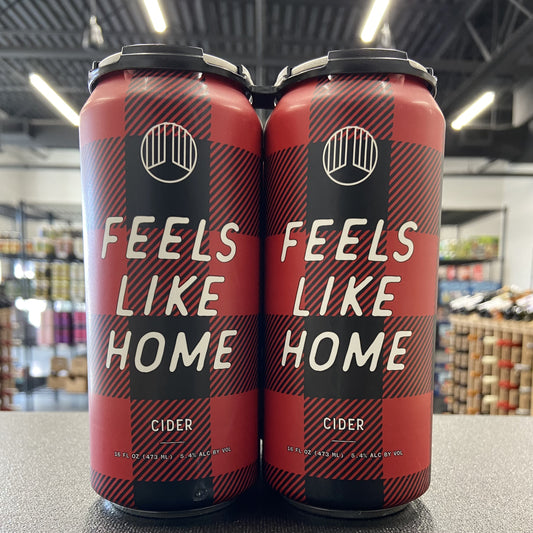 FEELS
LIKE
HOME
CIDER
16 FL OZ (473 ML) / 6.4% ALC BY VOL
FEELS
LIKE
HOME
CIDER
16 FL OZ (473 ML) / 6.4% ALC BY VOL